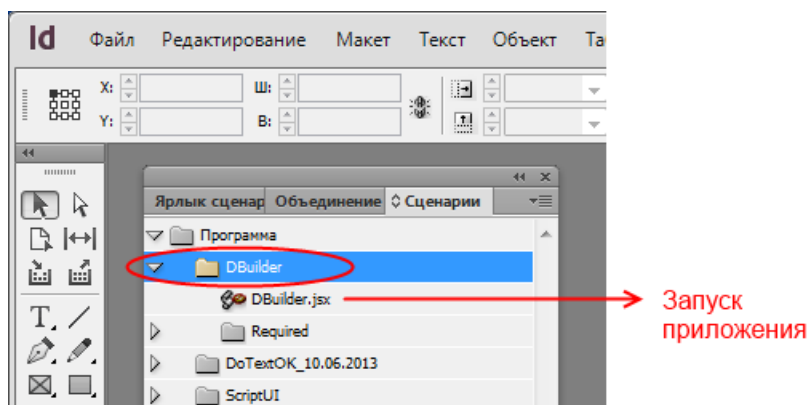 Id Файл Редактирование Макет Текст Объект
X: Ш:
Y: В:
Ярлык сценар Объединение Сценарии
Программа
DBuilder
DBuilder.jsx
Required
DoTextOK_10.06.2013
ScriptUI
Запуск
приложения